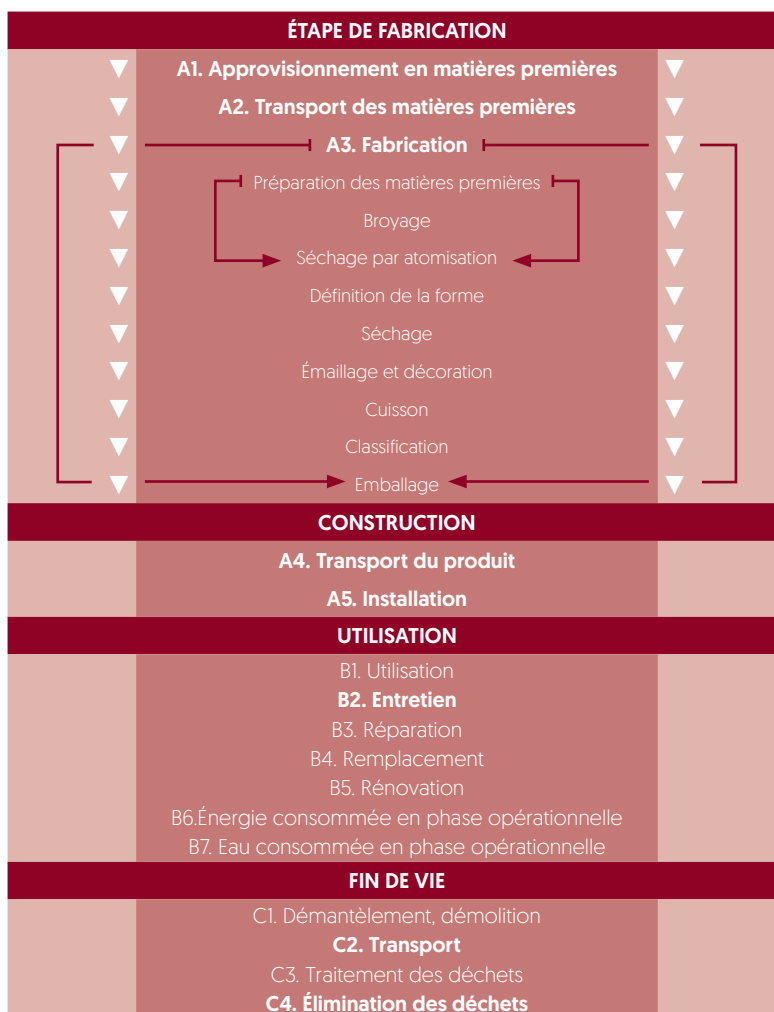 ÉTAPE DE FABRICATION
A1. Approvisionnement en matières premières
A2. Transport des matières premières
A3. Fabrication
Préparation des matières premières
Broyage
Séchage par atomisation
Définition de la forme
Séchage
Émaillage et décoration
Cuisson
Classification
Emballage
CONSTRUCTION
A4. Transport du produit
A5. Installation
UTILISATION
B1. Utilisation
B2. Entretien
B3. Réparation
B4. Remplacement
B5. Rénovation
B6.Énergie consommée en phase opérationnelle
B7. Eau consommée en phase opérationnelle
FIN DE VIE
C1. Démantèlement, démolition
C2. Transport
C3. Traitement des déchets
C4. Élimination des déchets